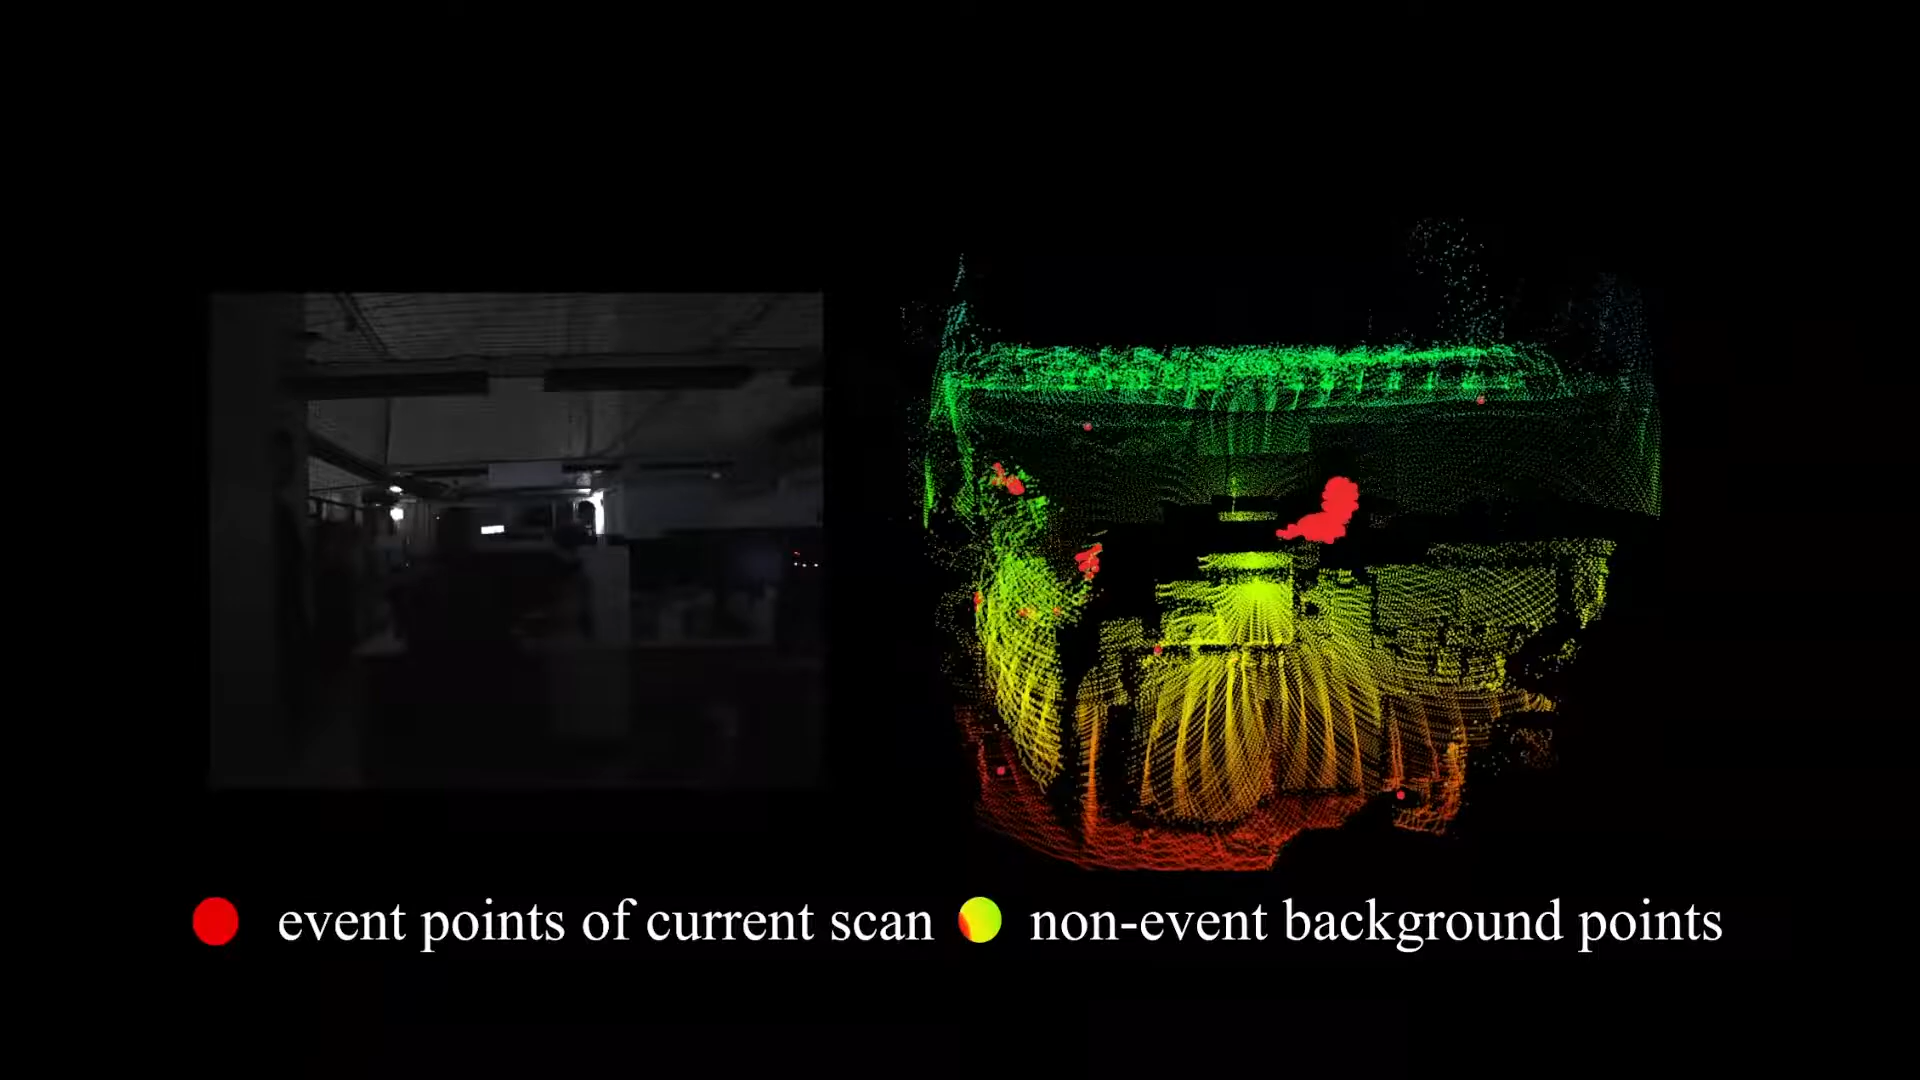 event points of current scan
non-event background points